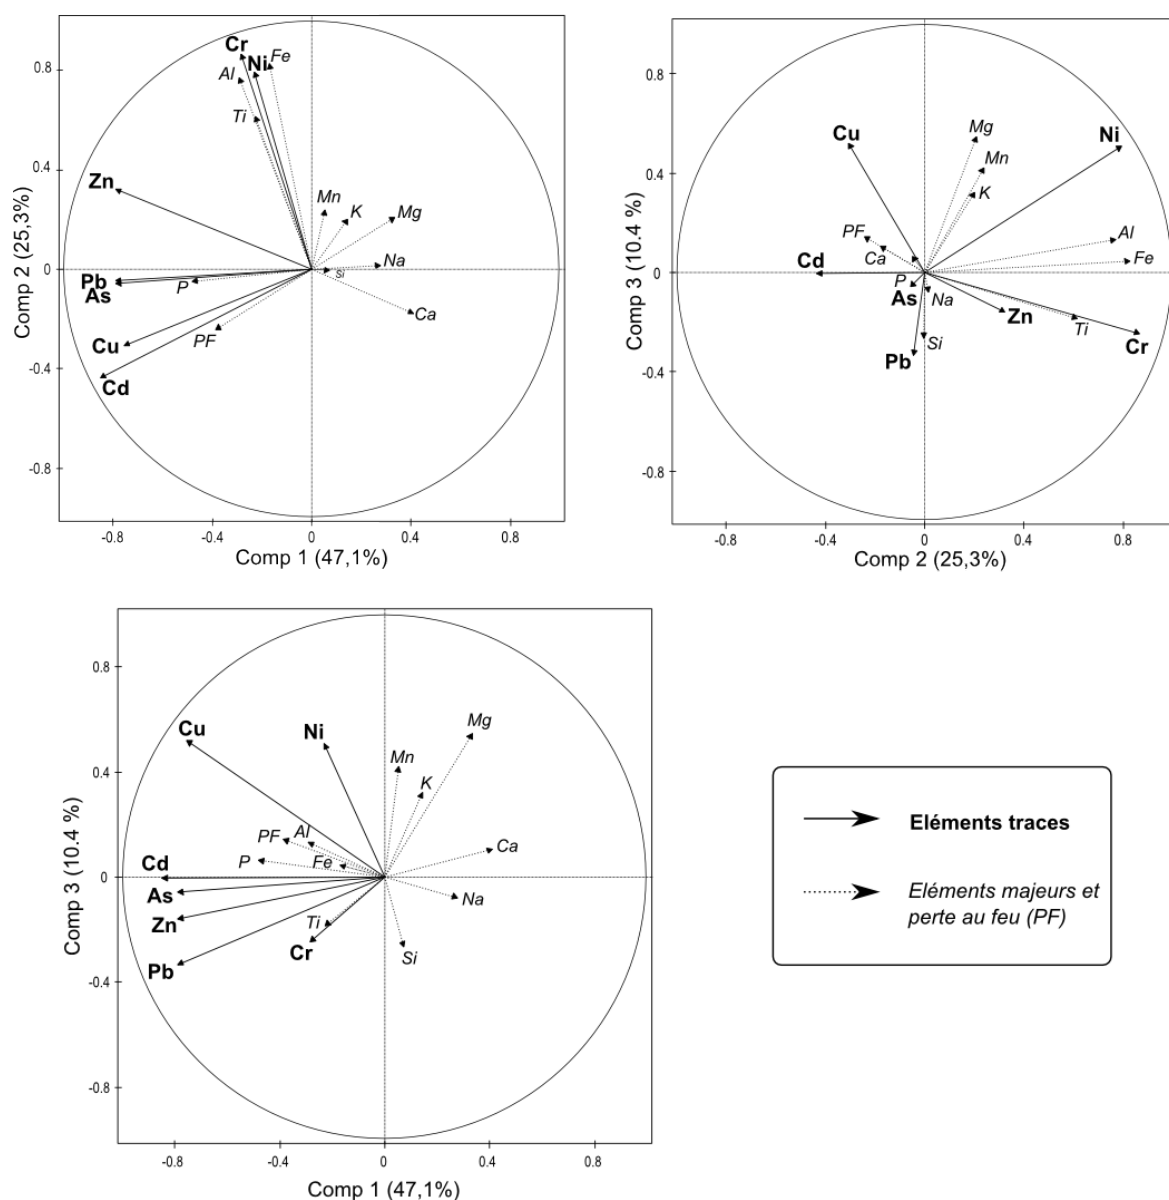 Cr
Fe
Ni
Al
Ti
Zn
Mn
K
Mg
Na
Si
Pb
As
P
Ca
Cu
PF
Cd
0.8
0.4
0
-0.4
-0.8
-0.8
-0.4
0
0.4
0.8
Comp 2 (25,3%)
Comp 1 (47,1%)
Cu
Mg
Ni
Mn
K
PF
Al
Ca
Fe
Cd
P
As
Na
Zn
Ti
Cr
Si
Pb
0.8
0.4
0
-0.4
-0.8
-0.8
-0.4
0
0.4
0.8
Comp 3 (10.4 %)
Comp 2 (25,3%)
Cu
Ni
Mg
Mn
K
PF
Al
P
Fe
Ca
Cd
As
Na
Zn
Ti
Cr
Si
Pb
0.8
0.4
0
-0.4
-0.8
-0.8
-0.4
0
0.4
0.8
Comp 3 (10.4 %)
Comp 1 (47,1%)
Eléments traces
Eléments majeurs et
perte au feu (PF)